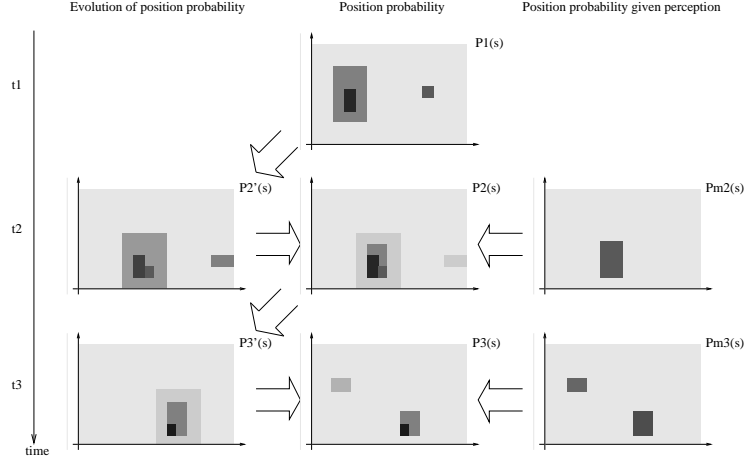 Evolution of position probability
Position probability
Position probability given perception
P1(s)
t1
P2'(s)
P2(s)
Pm2(s)
t2
P3'(s)
P3(s)
Pm3(s)
t3
time